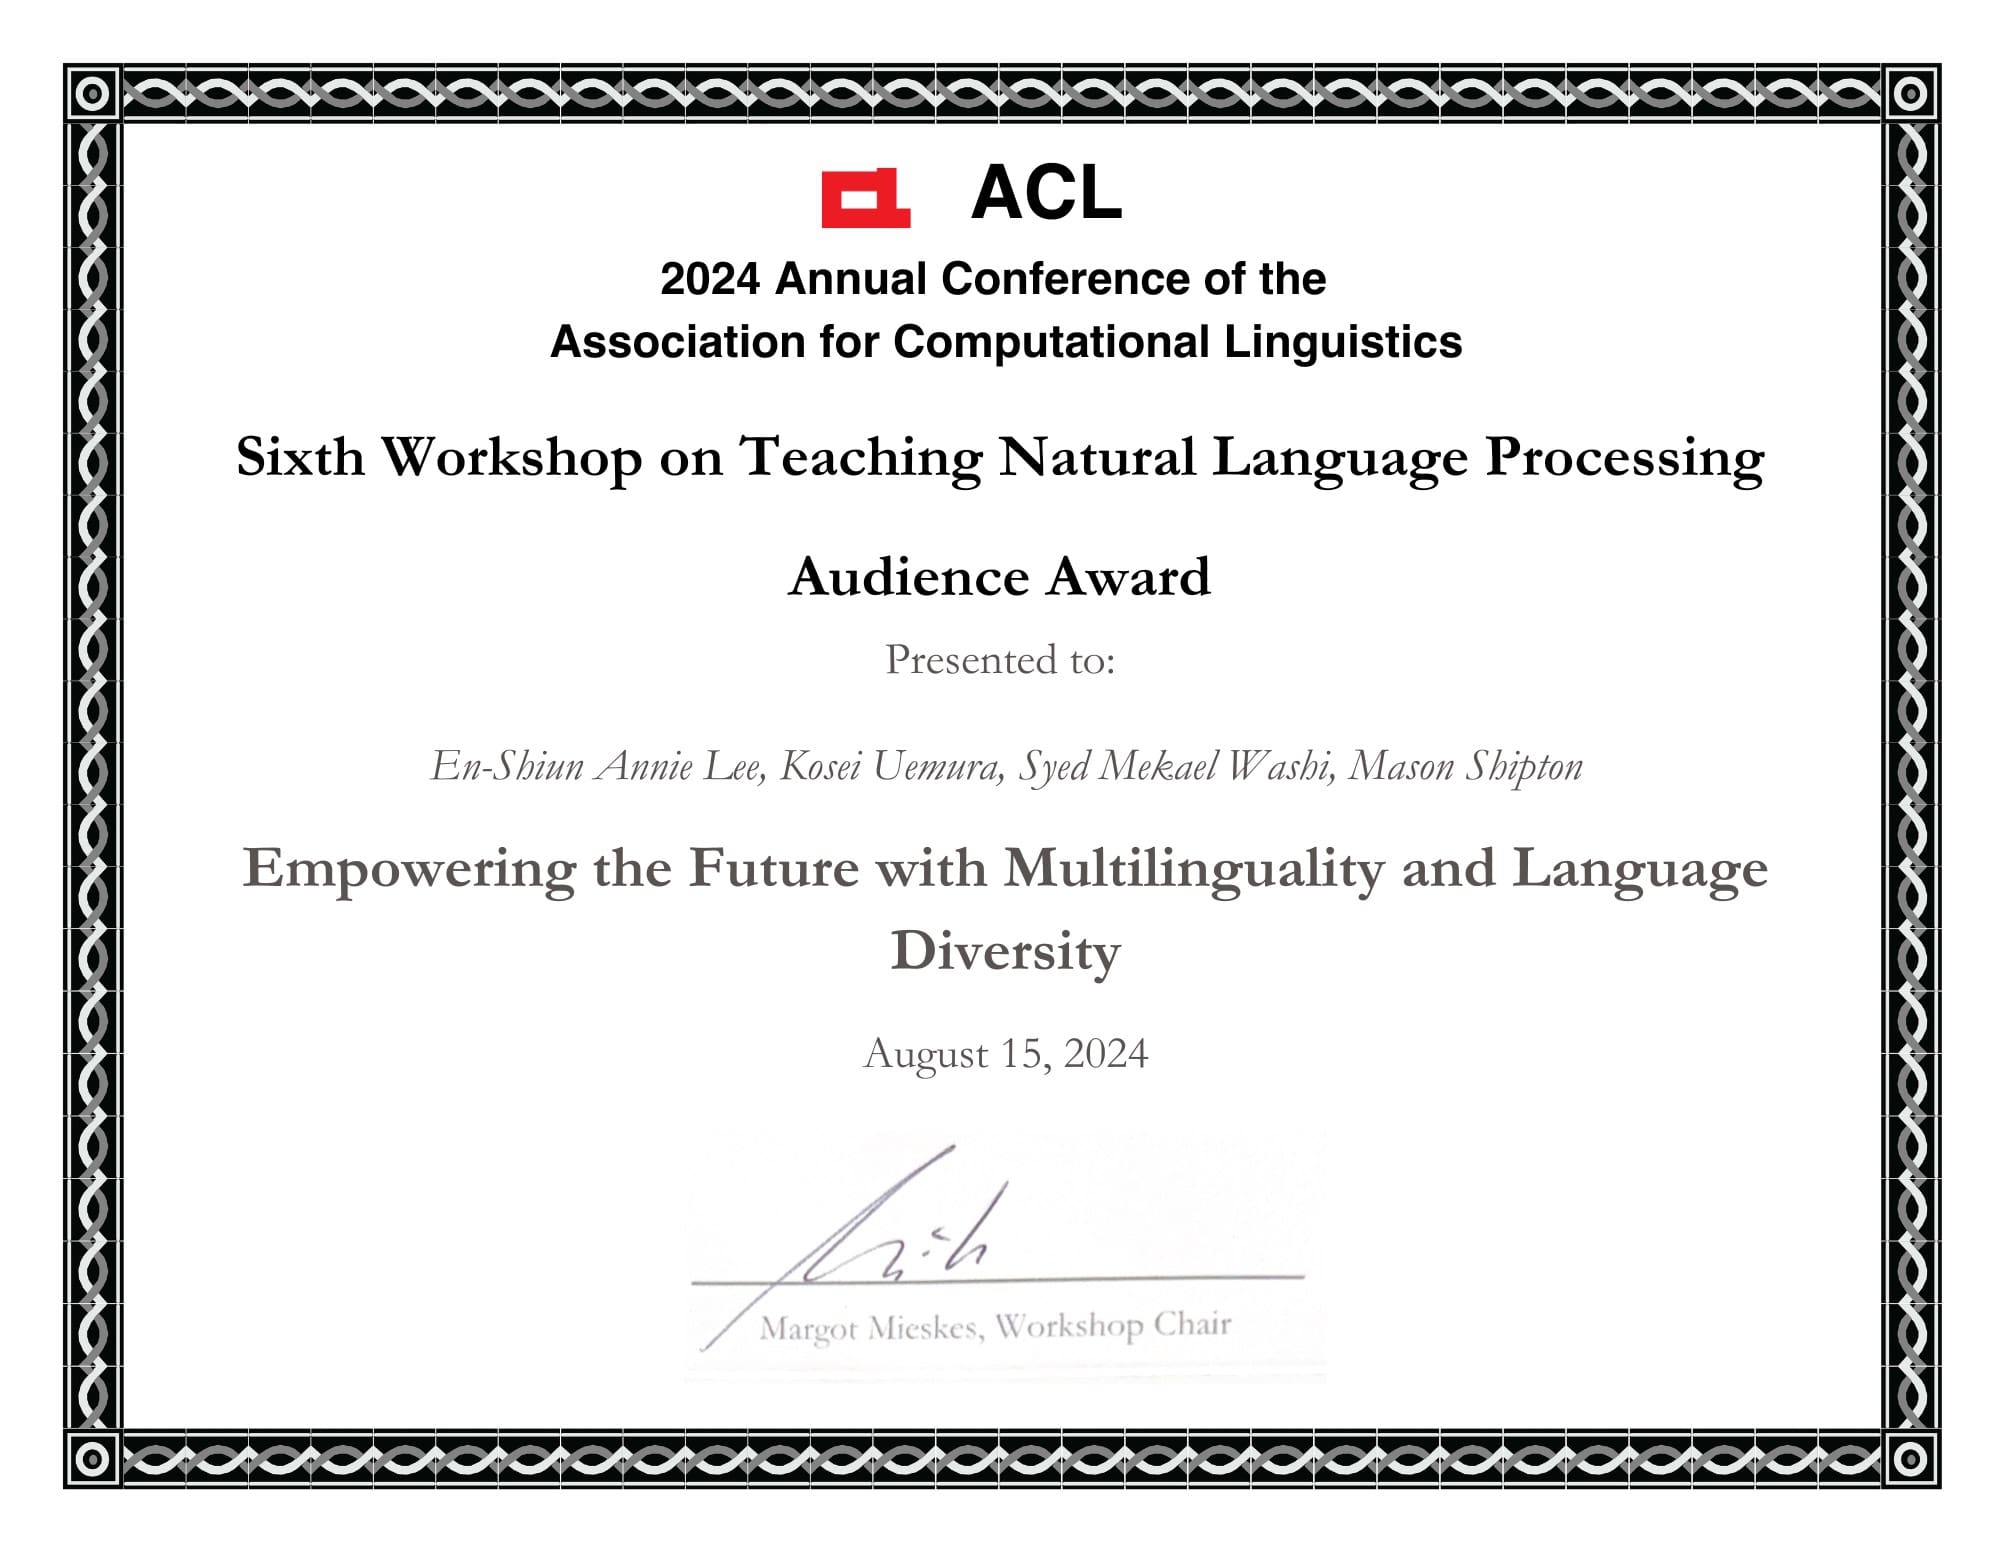 ACL
2024 Annual Conference of the
Association for Computational Linguistics
Sixth Workshop on Teaching Natural Language Processing
Audience Award
Presented to:
En-Shiun Annie Lee, Kosei Uemura, Syed Mekael Wasti, Mason Shipton
Empowering the Future with Multilinguality and Language
Diversity
August 15, 2024
Margot Mieskes, Workshop Chair